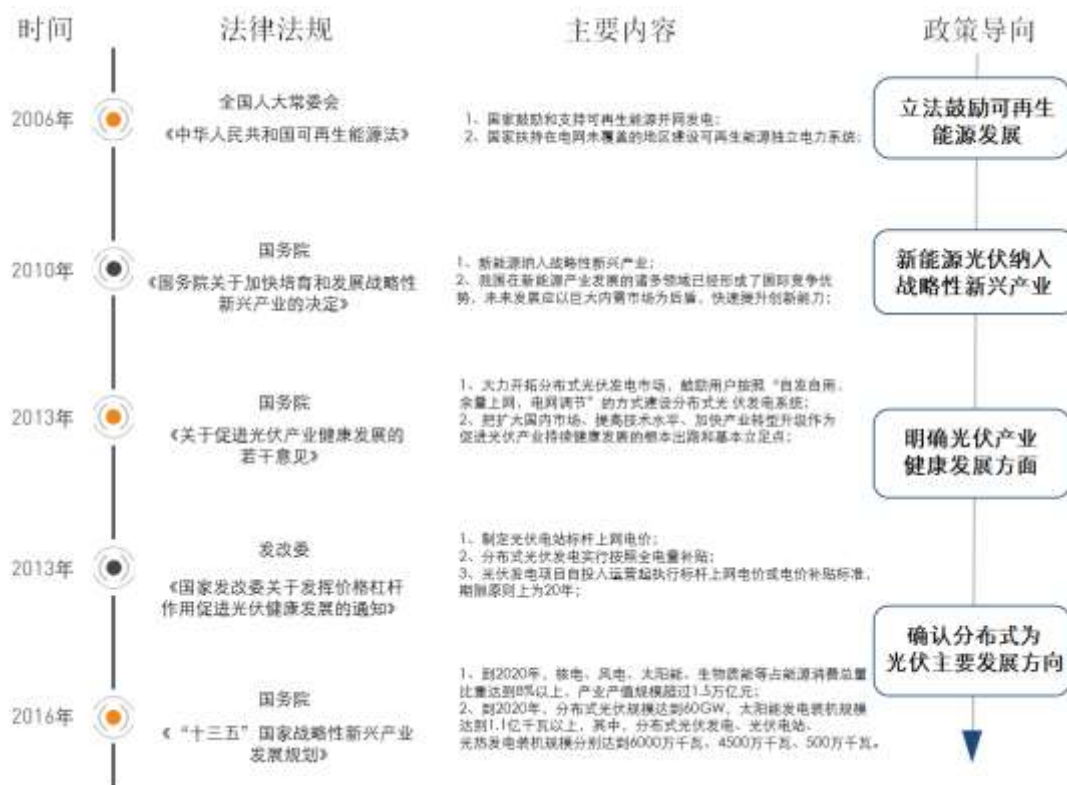 时间 法律法规 主要内容 政策导向
2006年
全国人大常委会
《中华人民共和国可再生能源法》
1、国家鼓励和支持可再生能源并网发电；
2、国家扶持在电网未覆盖的地区建设可再生能源独立电力系统；
立法鼓励可再生
能源发展
2010年
国务院
《国务院关于加快培育和发展战略性
新兴产业的决定》
1、新能源纳入战略性新兴产业；
2、我国在新能源产业发展的诸多领域已经形成了国际竞争优
势，未来发展应以巨大内需市场为后盾，快速提升创新能力；
新能源光伏纳入
战略性新兴产业
2013年
国务院
《关于促进光伏产业健康发展的
若干意见》
1、大力开拓分布式光伏发电市场，鼓励用户按照“自发自用，
余量上网，电网调节”的方式建设分布式光 伏发电系统；
2、把扩大国内市场、提高技术水平、加快产业转型升级作为
促进光伏产业持续健康发展的根本出路和基本立足点；
明确光伏产业
健康发展方面
2013年
发改委
《国家发改委关于发挥价格杠杆
作用促进光伏健康发展的通知》
1、制定光伏电站标杆上网电价；
2、分布式光伏发电实行按照全电量补贴；
3、光伏发电项目自投入运营起执行标杆上网电价或电价补贴标准，
期限原则上为20年；
确认分布式为
光伏主要发展方向
2016年
国务院
《“十三五”国家战略性新兴产业
发展规划》
1、到2020年，核电、风电、太阳能、生物质能等占能源消费总量
比重达到8%以上，产业产值规模超过1.5万亿元；
2、到2020年，分布式光伏规模达到60GW，太阳能发电装机规模
达到1.1亿千瓦以上，其中，分布式光伏发电、光伏电站、
光热发电装机规模分别达到6000万千瓦、4500万千瓦、500万千瓦。